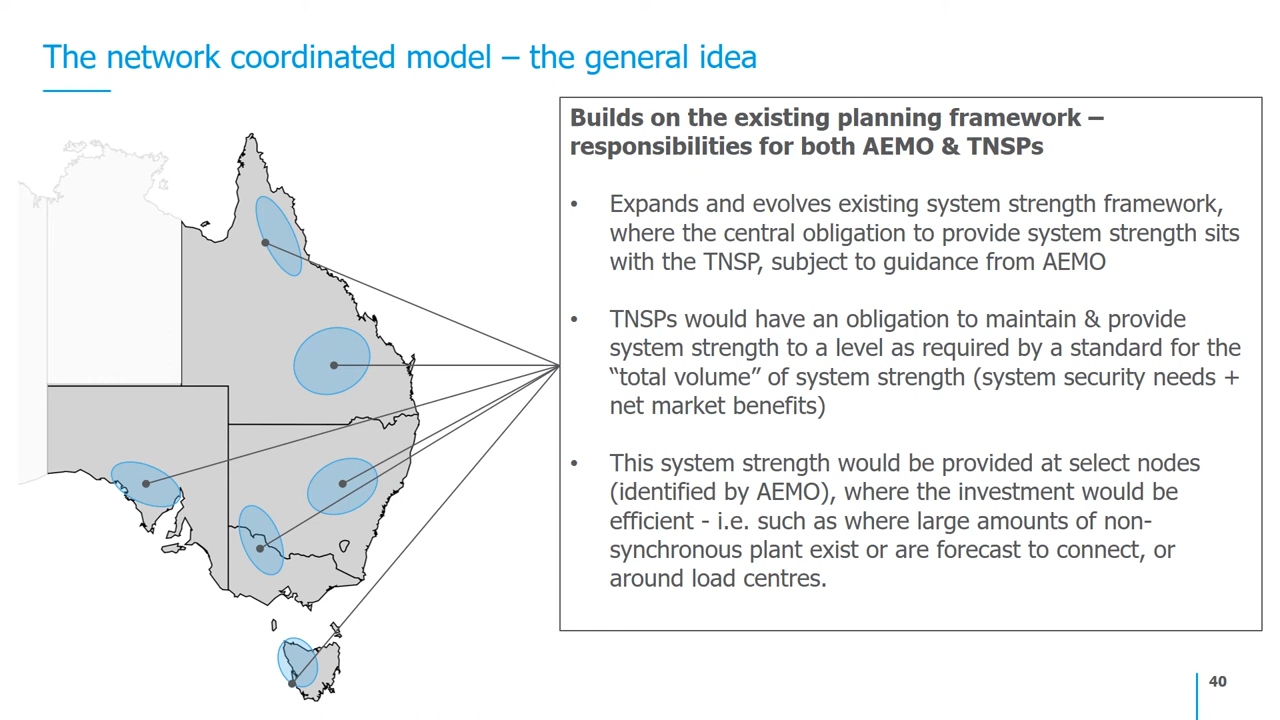 The network coordinated model – the general idea
Builds on the existing planning framework –
responsibilities for both AEMO & TNSPs
• Expands and evolves existing system strength framework,
where the central obligation to provide system strength sits
with the TNSP, subject to guidance from AEMO
• TNSPs would have an obligation to maintain & provide
system strength to a level as required by a standard for the
“total volume” of system strength (system security needs +
net market benefits)
• This system strength would be provided at select nodes
(identified by AEMO), where the investment would be
efficient - i.e. such as where large amounts of non-
synchronous plant exist or are forecast to connect, or
around load centres.
40